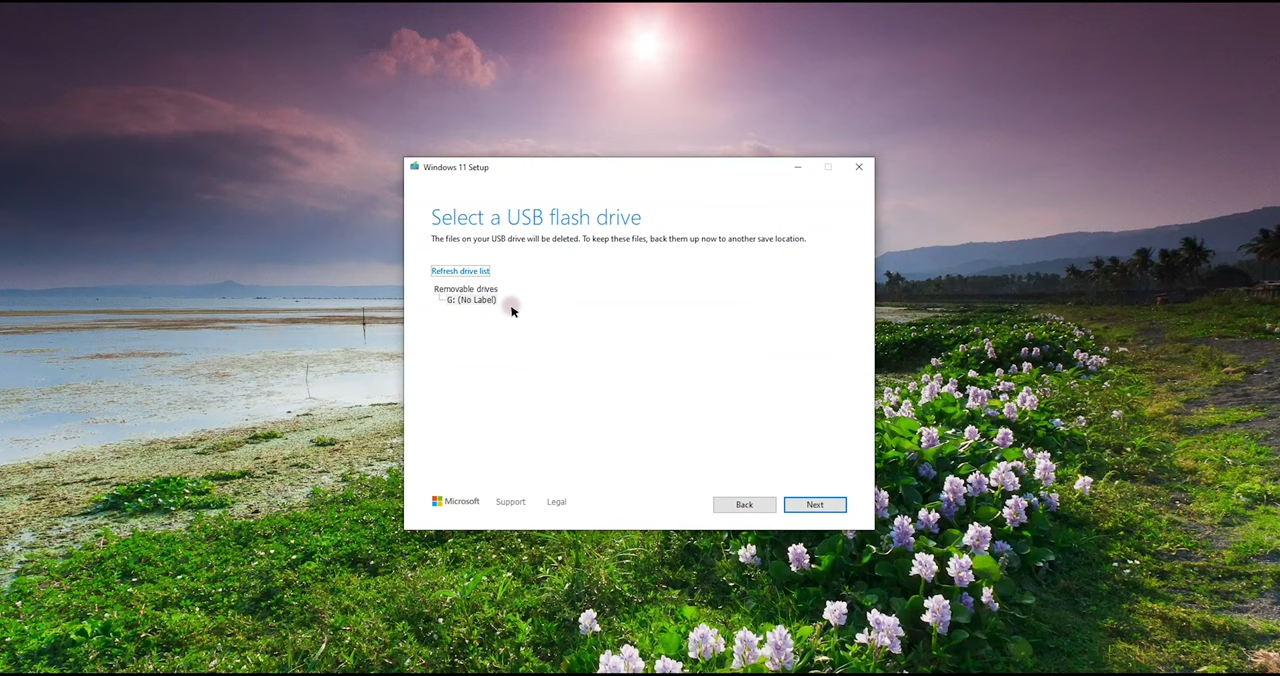 Windows 11 Setup
Select a USB flash drive
The files on your USB drive will be deleted. To keep these files, back them up now to another save location.
Refresh drive list
Removable drives
G: (No Label)
Microsoft Support Legal Back Next